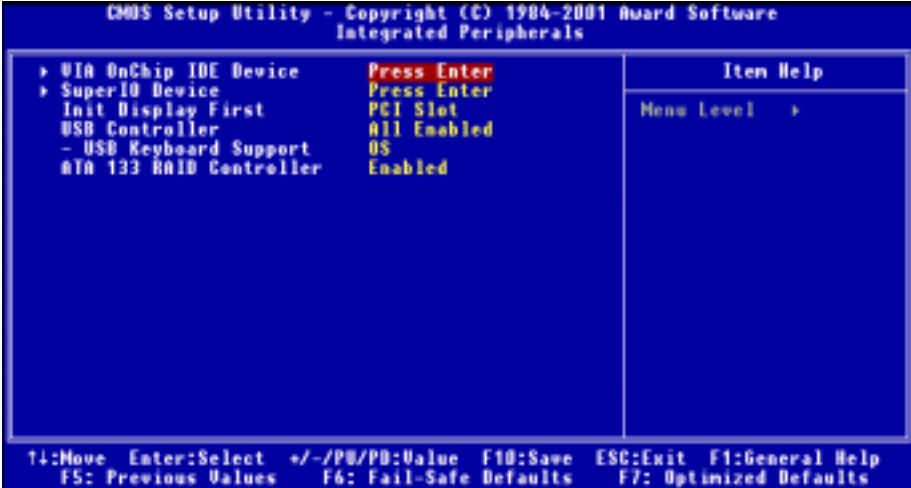 CMOS Setup Utility - Copyright (C) 1984-2001 Award Software
Integrated Peripherals
VIA OnChip IDE Device Press Enter
SuperIO Device Press Enter
Init Display First PCI Slot
USB Controller All Enabled
- USB Keyboard Support OS
ATA 133 RAID Controller Enabled
Item Help
Menu Level ▸
↑↓:Move Enter:Select +/-/PU/PD:Value F10:Save ESC:Exit F1:General Help
F5: Previous Values F6: Fail-Safe Defaults F7: Optimized Defaults